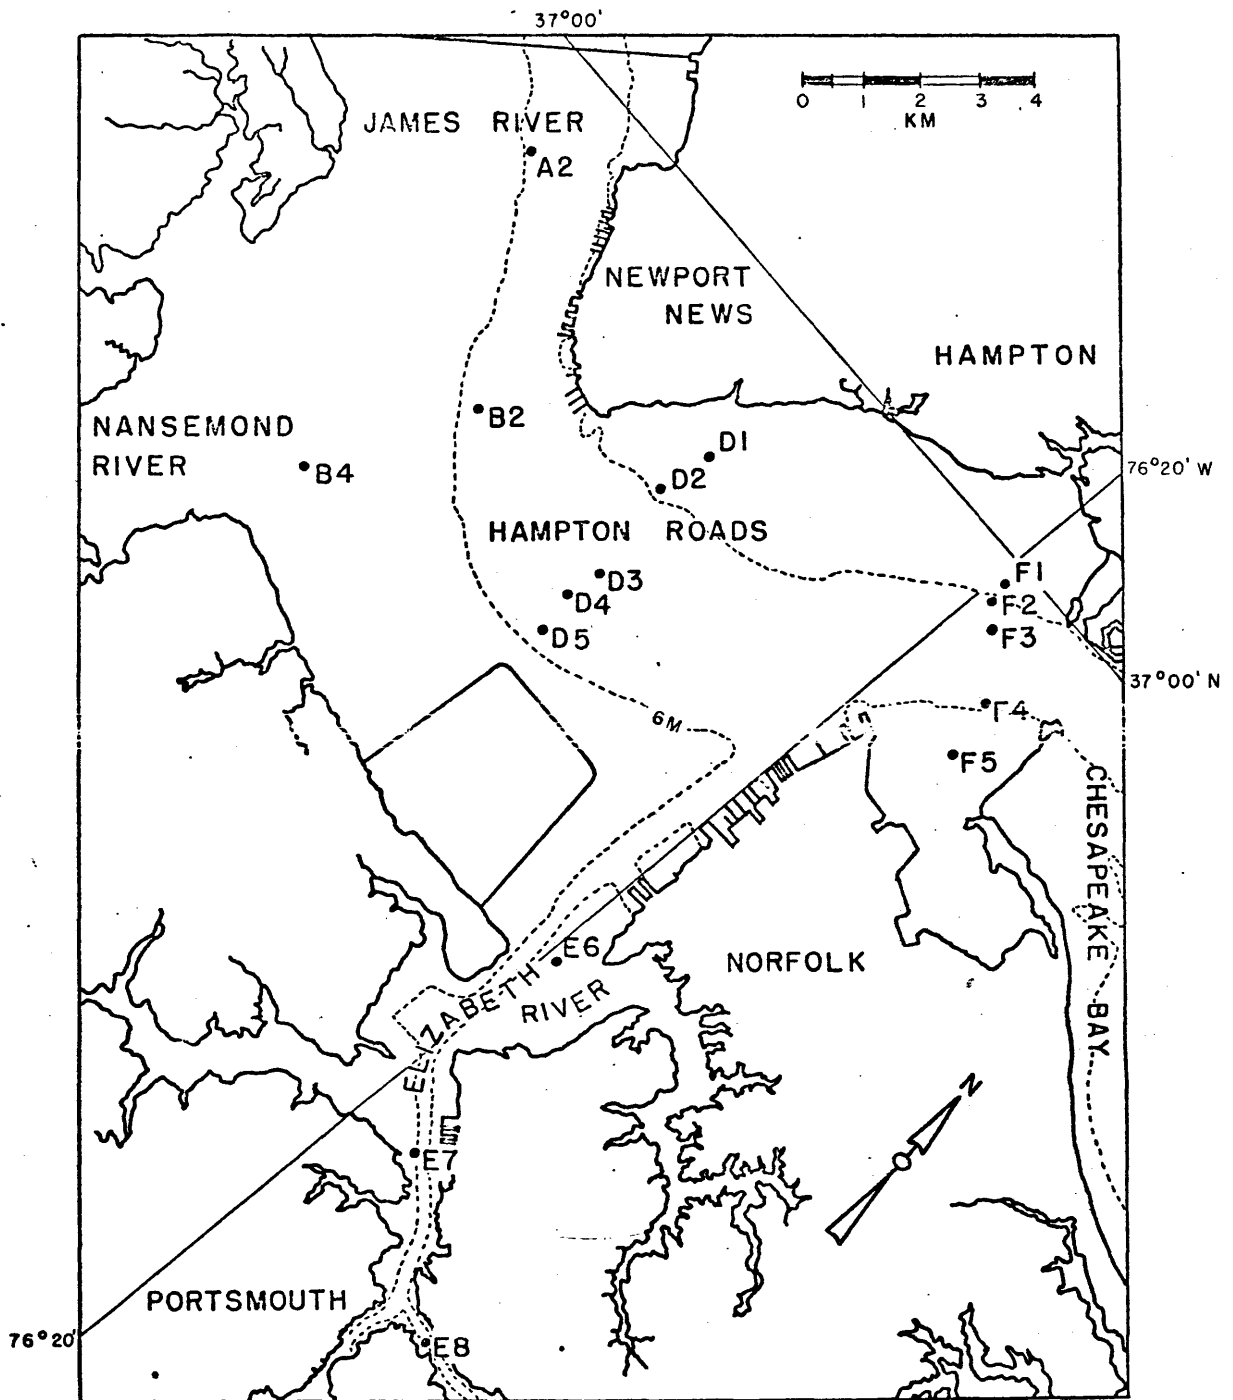 37°00'
0 1 2 3 4
KM
JAMES RIVER
A2
NEWPORT
NEWS
HAMPTON
NANSEMOND
RIVER
B2
B4
D1
D2
76°20' W
HAMPTON ROADS
D3
D4
D5
F1
F2
F3
37°00' N
6M
F4
F5
CHESAPEAKE BAY
E6
NORFOLK
ELIZABETH
RIVER
N
E7
PORTSMOUTH
76°20'
E8